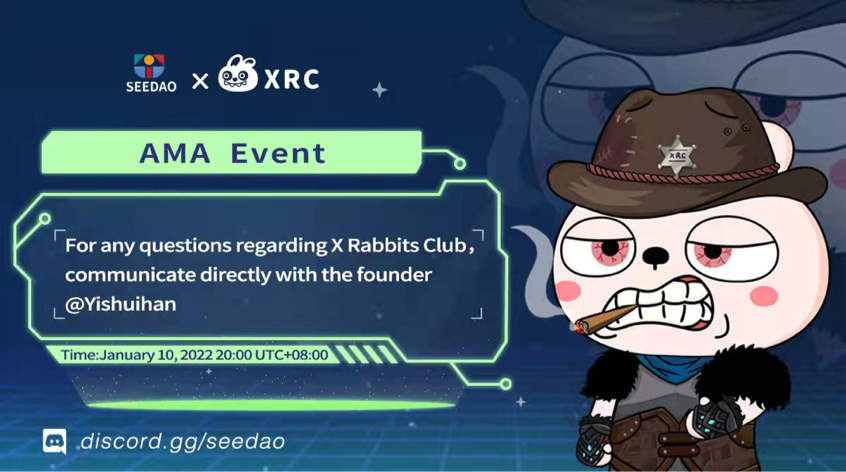 SEEDAO × XRC
AMA Event
XRC
For any questions regarding X Rabbits Club，
communicate directly with the founder
@Yishuihan
Time:January 10, 2022 20:00 UTC+08:00
discord.gg/seedao